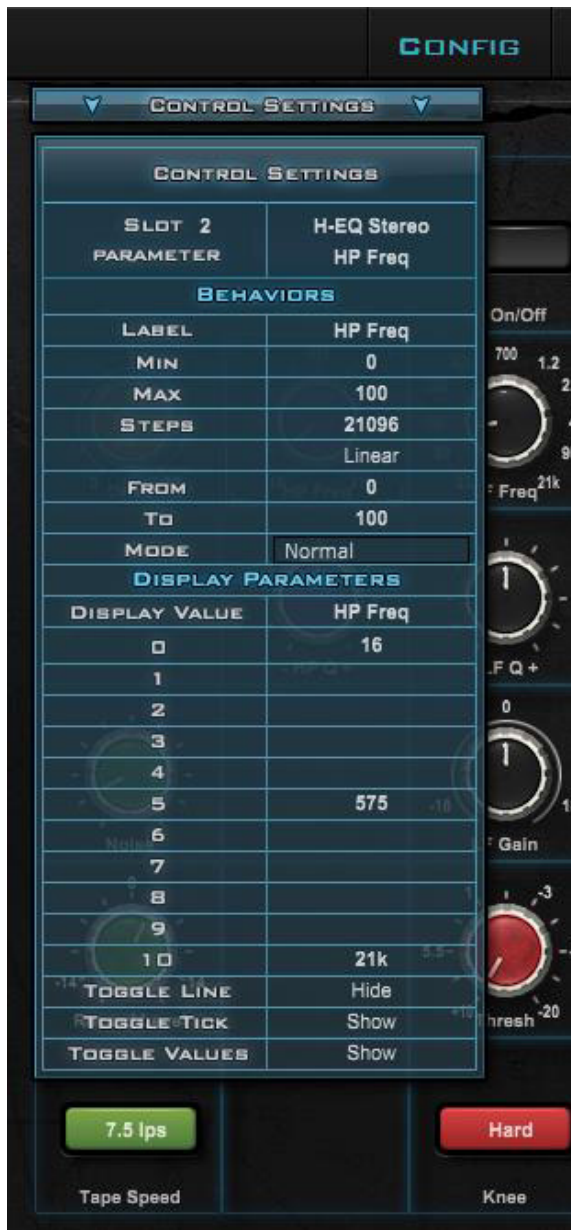 CONFIG
CONTROL SETTINGS
CONTROL SETTINGS
SLOT 2 H-EQ Stereo
PARAMETER HP Freq
BEHAVIORS
LABEL HP Freq
MIN 0
MAX 100
STEPS 21096
Linear
FROM 0
TO 100
MODE Normal
DISPLAY PARAMETERS
DISPLAY VALUE HP Freq
0 16
1
2
3
4
5 575
6
7
8
9
10 21k
TOGGLE LINE Hide
TOGGLE TICK Show
TOGGLE VALUES Show
On/Off
700 1.2
Freq 21k
F Q +
0
Gain
-3
hresh -20
7.5 Ips
Hard
Tape Speed
Knee